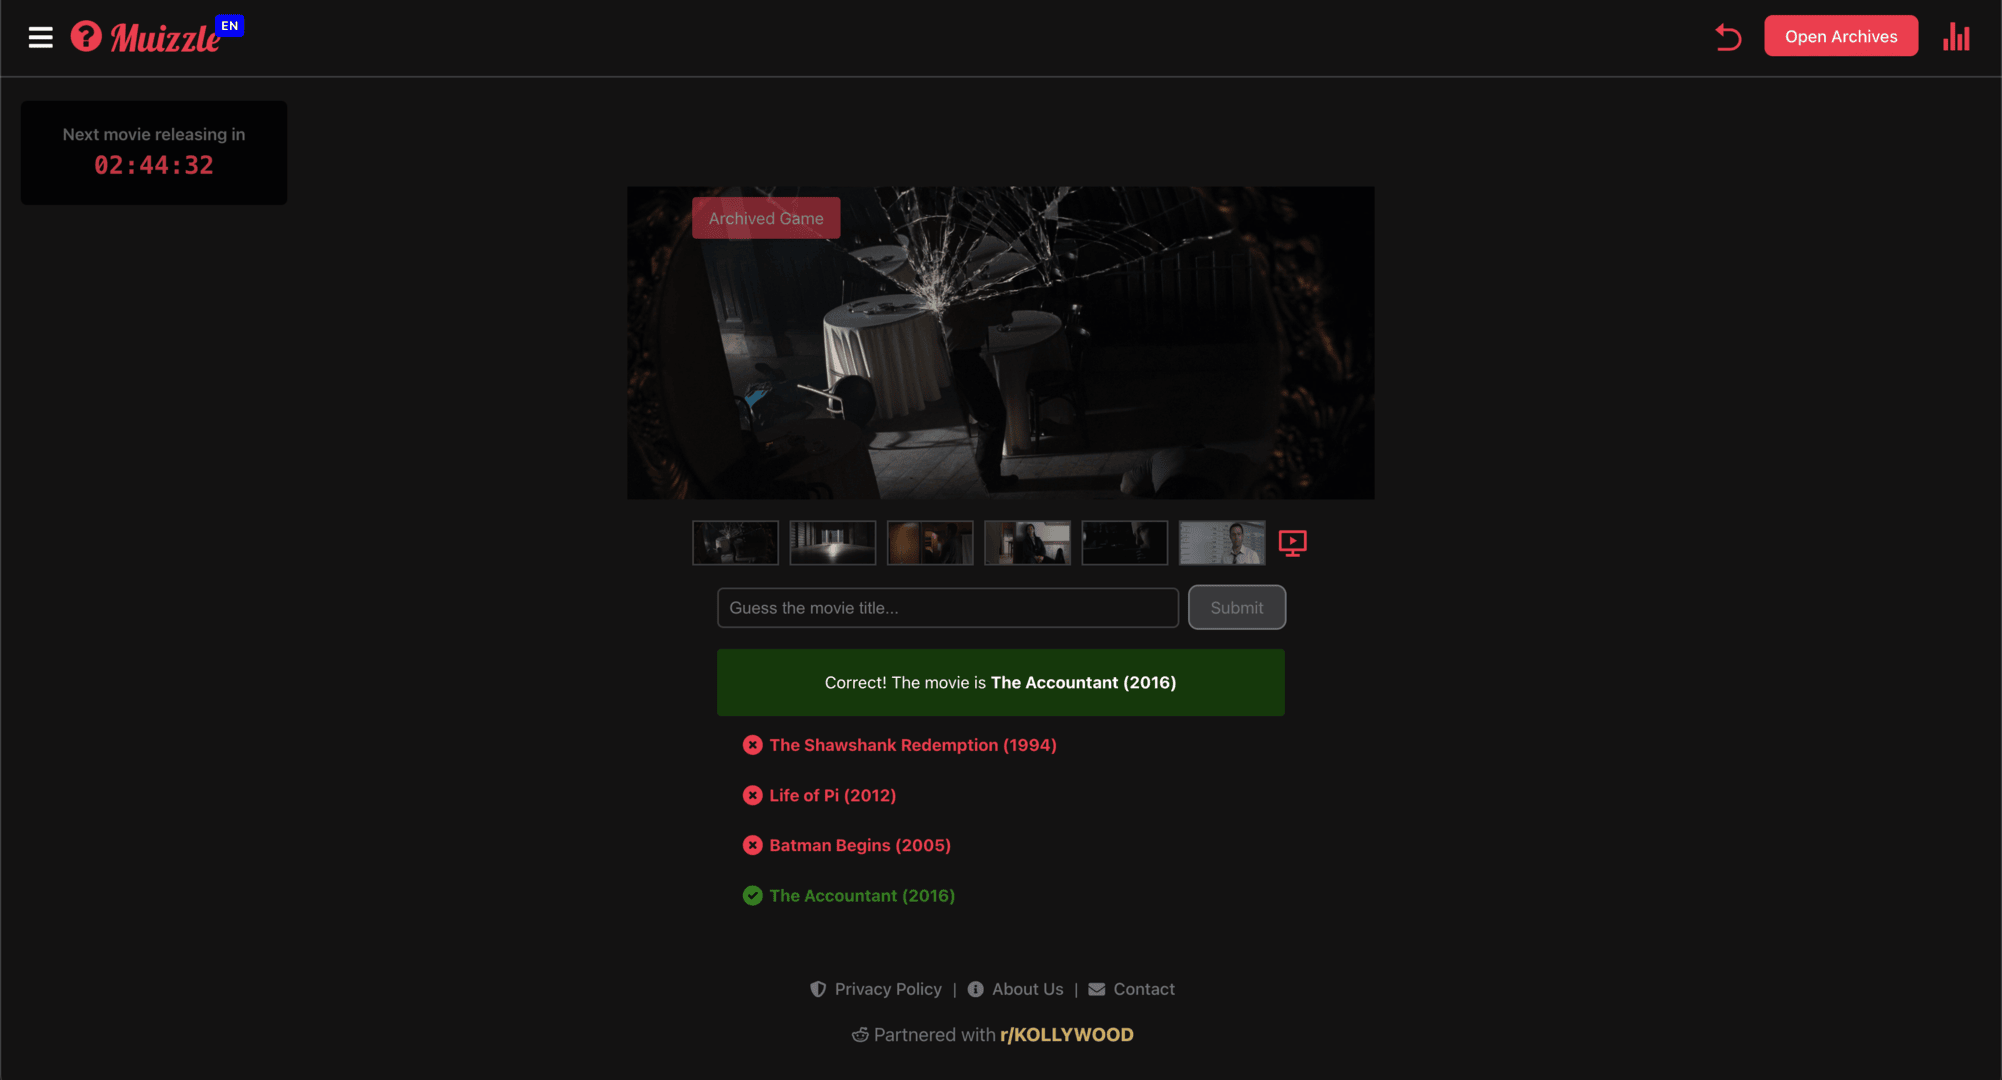 Muizzle EN
Open Archives
Next movie releasing in
02:44:32
Archived Game
Guess the movie title...
Submit
Correct! The movie is The Accountant (2016)
The Shawshank Redemption (1994)
Life of Pi (2012)
Batman Begins (2005)
The Accountant (2016)
Privacy Policy | About Us | Contact
Partnered with r/KOLLYWOOD